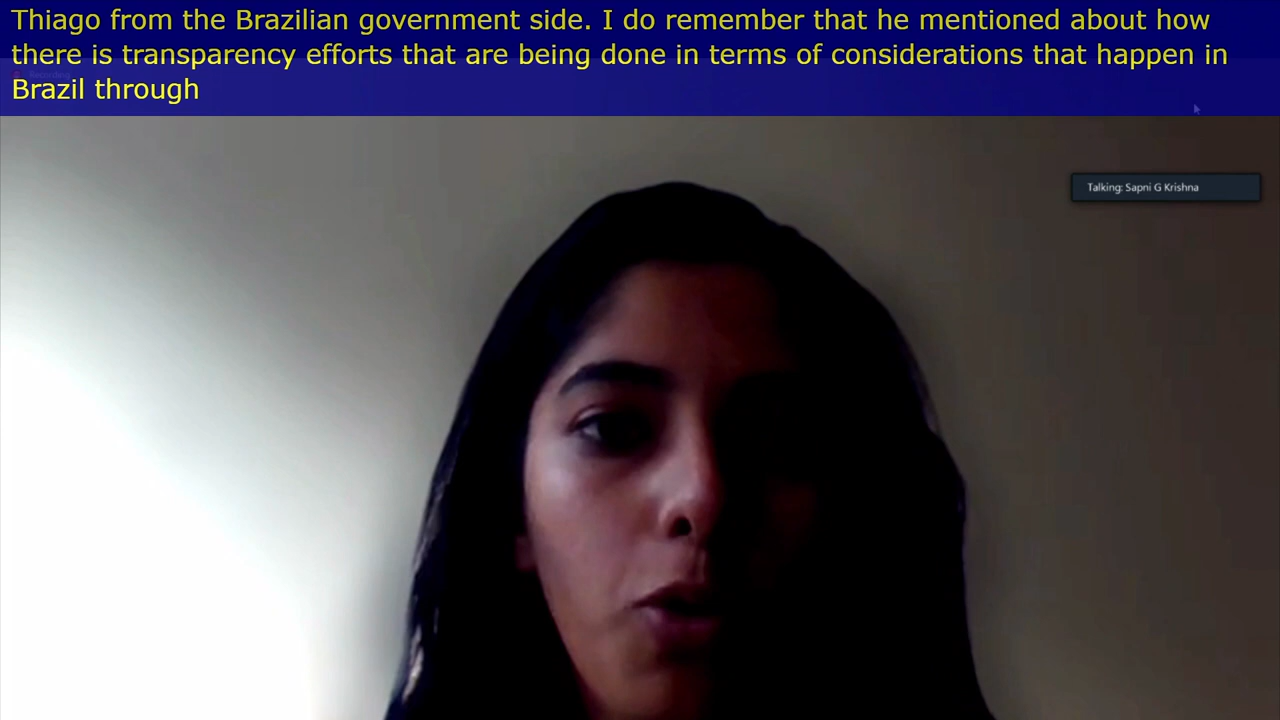 Thiago from the Brazilian government side. I do remember that he mentioned about how
there is transparency efforts that are being done in terms of considerations that happen in
Brazil through
Recording
Talking: Sapni G Krishna